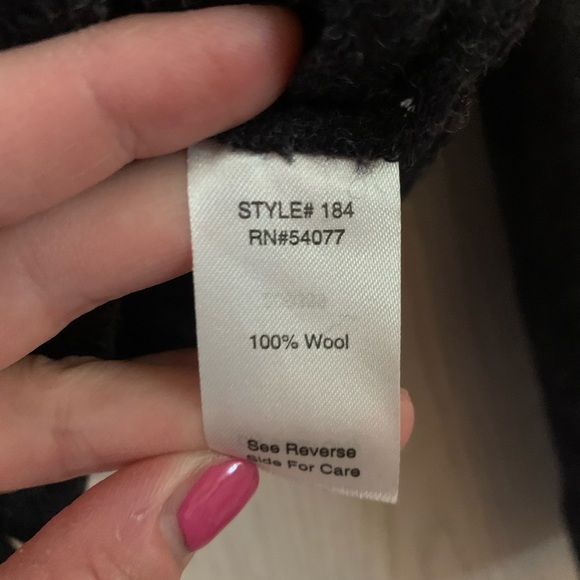 STYLE# 184
RN#54077
100% Wool
See Reverse
Side For Care